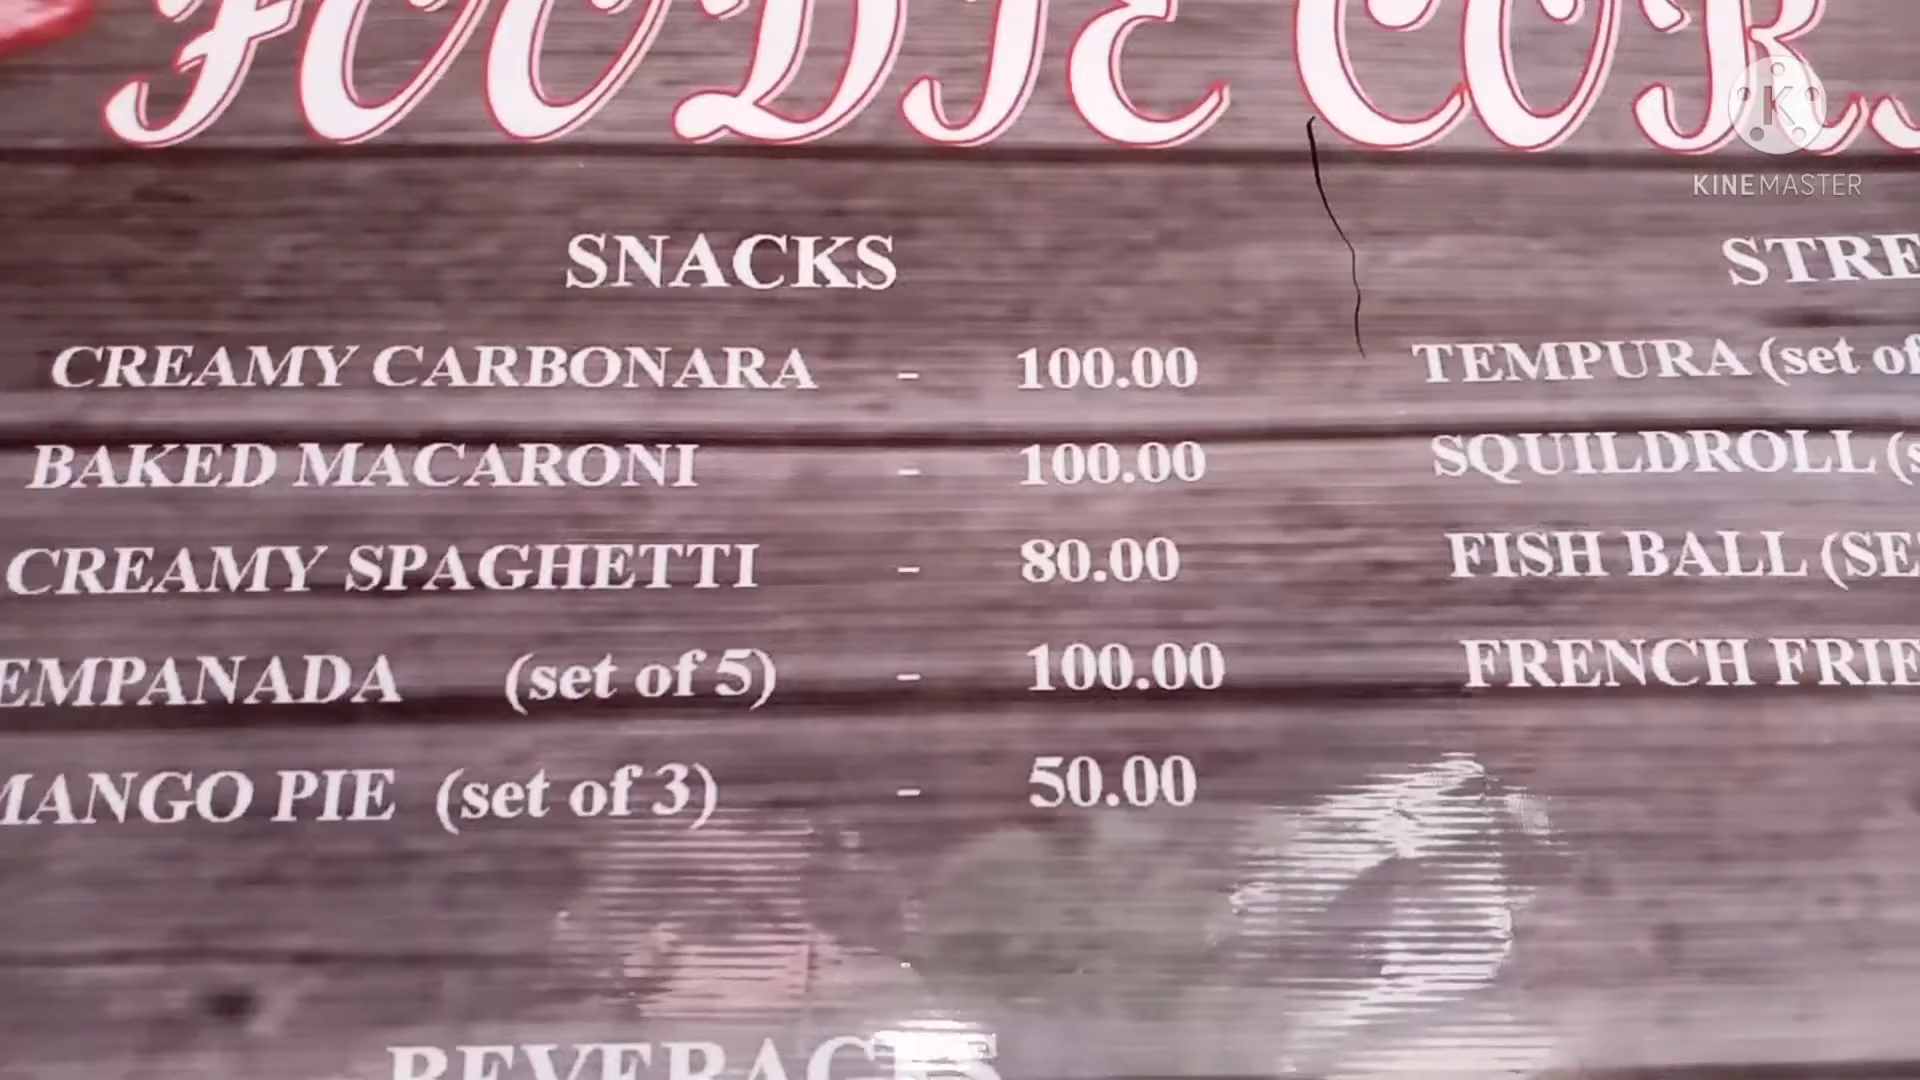 FOODIE COR
KINEMASTER
SNACKS
CREAMY CARBONARA - 100.00
BAKED MACARONI - 100.00
CREAMY SPAGHETTI - 80.00
EMPANADA (set of 5) - 100.00
MANGO PIE (set of 3) - 50.00
STRE
TEMPURA (set of
SQUILDROLL (s
FISH BALL (SE
FRENCH FRIE
BEVERAGES